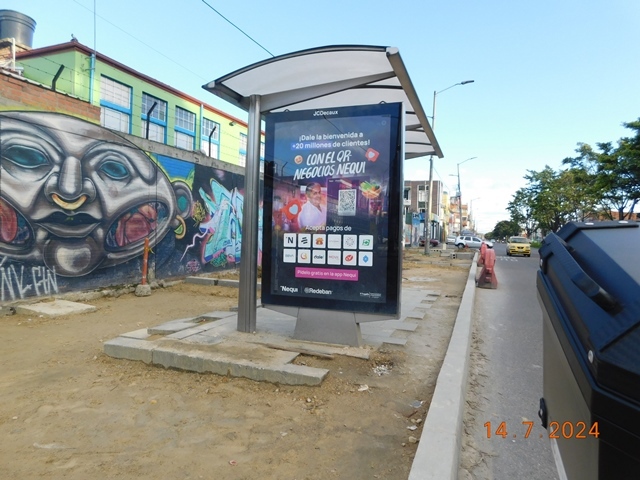 JCDecaux
¡Dale la bienvenida a
+20 millones de clientes!
CON EL QR
NEGOCIOS NEQUI
Acepta pagos de
N
Pídelo gratis en la app Nequi
Nequi Redeban
14.7.2024